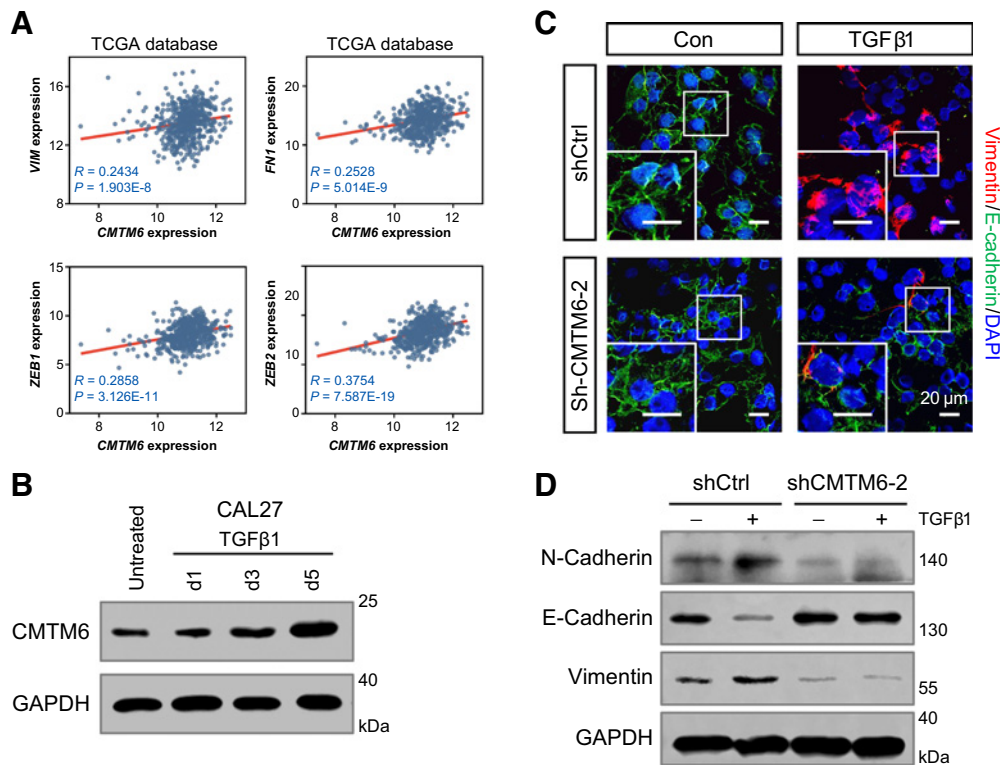 A
TCGA database
16
12
8
VIM expression
R = 0.2434
P = 1.903E-8
8
10
12
CMTM6 expression
TCGA database
20
10
0
FN1 expression
R = 0.2528
P = 5.014E-9
8
10
12
CMTM6 expression
15
10
5
0
ZEB1 expression
R = 0.2858
P = 3.126E-11
8
10
12
CMTM6 expression
20
10
0
ZEB2 expression
R = 0.3754
P = 7.587E-19
8
10
12
CMTM6 expression
B
CAL27
TGFβ1
Untreated
d1
d3
d5
CMTM6
25
GAPDH
40
kDa
C
Con
TGFβ1
shCtrl
Sh-CMTM6-2
20 μm
Vimentin/E-cadherin/DAPI
D
shCtrl
shCMTM6-2
– + – + TGFβ1
N-Cadherin
140
E-Cadherin
130
Vimentin
55
GAPDH
40
kDa